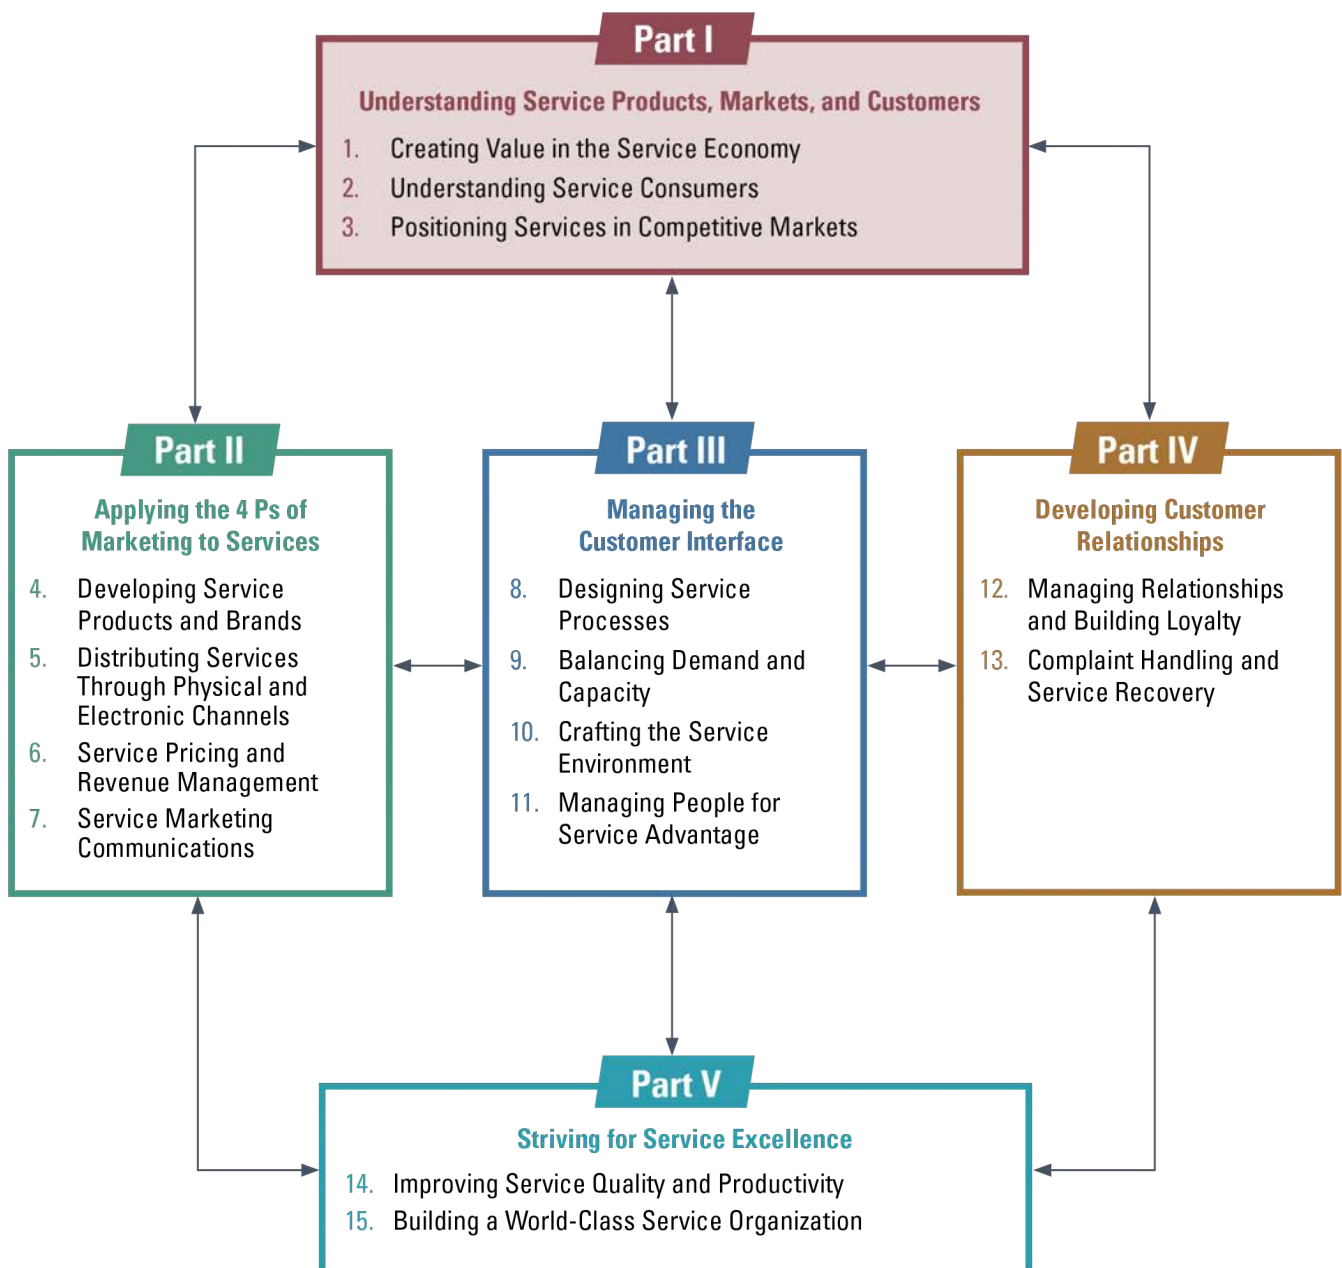 Part I
Understanding Service Products, Markets, and Customers
1. Creating Value in the Service Economy
2. Understanding Service Consumers
3. Positioning Services in Competitive Markets
Part II
Applying the 4 Ps of
Marketing to Services
4. Developing Service
Products and Brands
5. Distributing Services
Through Physical and
Electronic Channels
6. Service Pricing and
Revenue Management
7. Service Marketing
Communications
Part III
Managing the
Customer Interface
8. Designing Service
Processes
9. Balancing Demand and
Capacity
10. Crafting the Service
Environment
11. Managing People for
Service Advantage
Part IV
Developing Customer
Relationships
12. Managing Relationships
and Building Loyalty
13. Complaint Handling and
Service Recovery
Part V
Striving for Service Excellence
14. Improving Service Quality and Productivity
15. Building a World-Class Service Organization